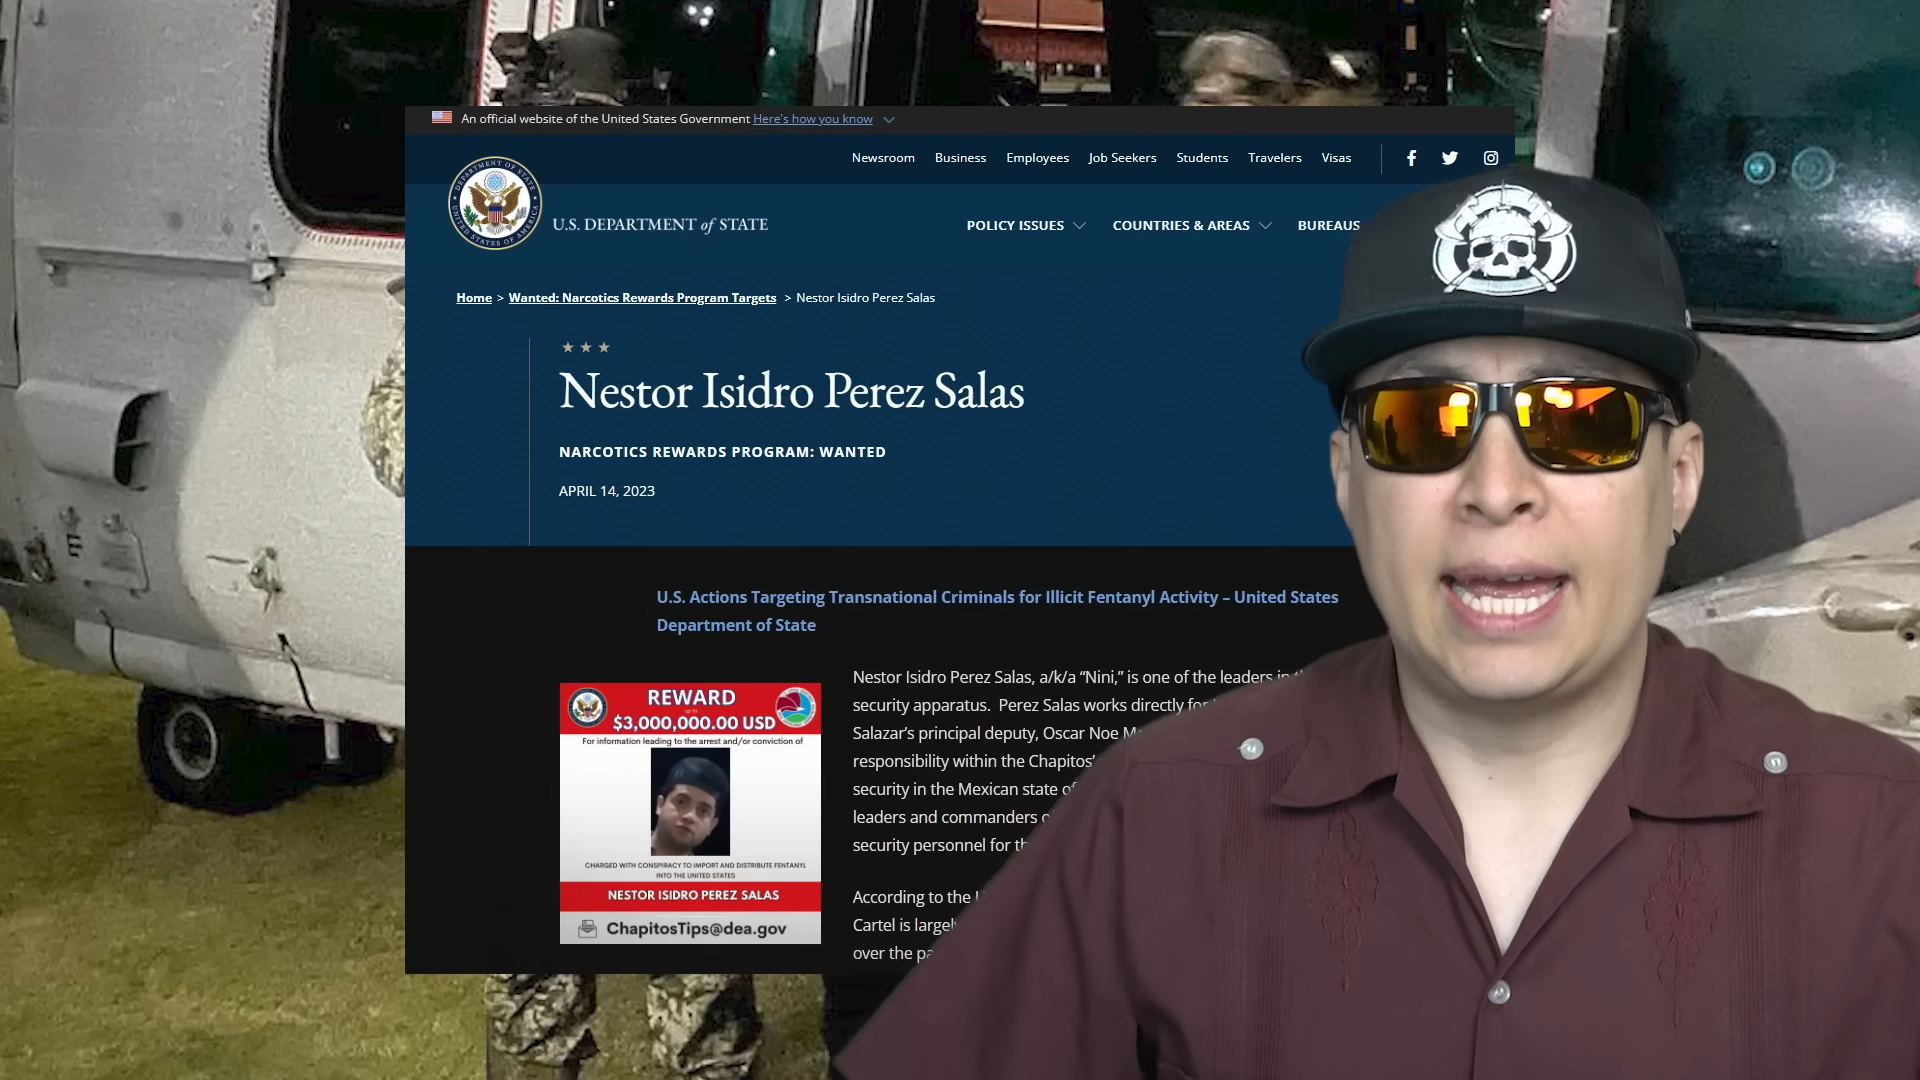 An official website of the United States Government Here's how you know
Newsroom Business Employees Job Seekers Students Travelers Visas
U.S. DEPARTMENT of STATE
POLICY ISSUES COUNTRIES & AREAS BUREAUS
Home > Wanted: Narcotics Rewards Program Targets > Nestor Isidro Perez Salas
Nestor Isidro Perez Salas
NARCOTICS REWARDS PROGRAM: WANTED
APRIL 14, 2023
U.S. Actions Targeting Transnational Criminals for Illicit Fentanyl Activity – United States
Department of State
REWARD
up to
$3,000,000.00 USD
For information leading to the arrest and/or conviction of
CHARGED WITH CONSPIRACY TO IMPORT AND DISTRIBUTE FENTANYL
INTO THE UNITED STATES
NESTOR ISIDRO PEREZ SALAS
ChapitosTips@dea.gov
Nestor Isidro Perez Salas, a/k/a “Nini,” is one of the leaders in
security apparatus. Perez Salas works directly for
Salazar’s principal deputy, Oscar Noe
responsibility within the Chapitos’
security in the Mexican state of
leaders and commanders
security personnel for
According to the
Cartel is largely
over the